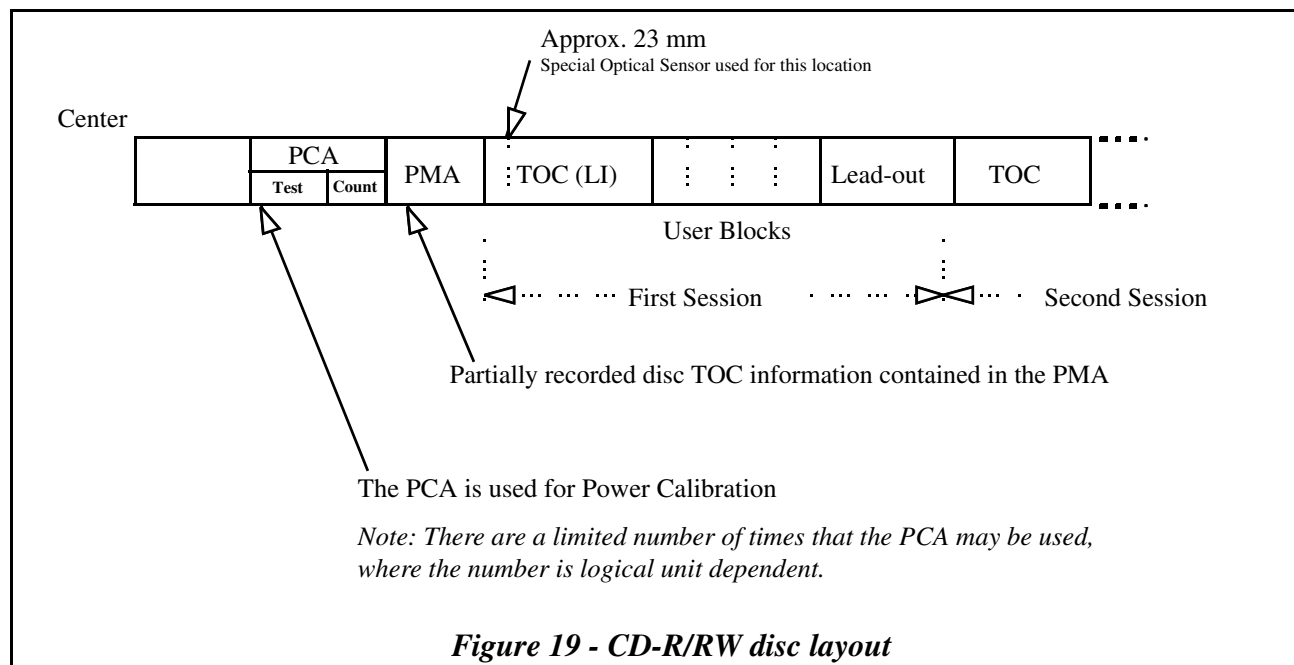 Approx. 23 mm
Special Optical Sensor used for this location
Center
PCA
Test Count
PMA
TOC (LI)
Lead-out
TOC
User Blocks
First Session
Second Session
Partially recorded disc TOC information contained in the PMA
The PCA is used for Power Calibration
Note: There are a limited number of times that the PCA may be used,
where the number is logical unit dependent.
Figure 19 - CD-R/RW disc layout